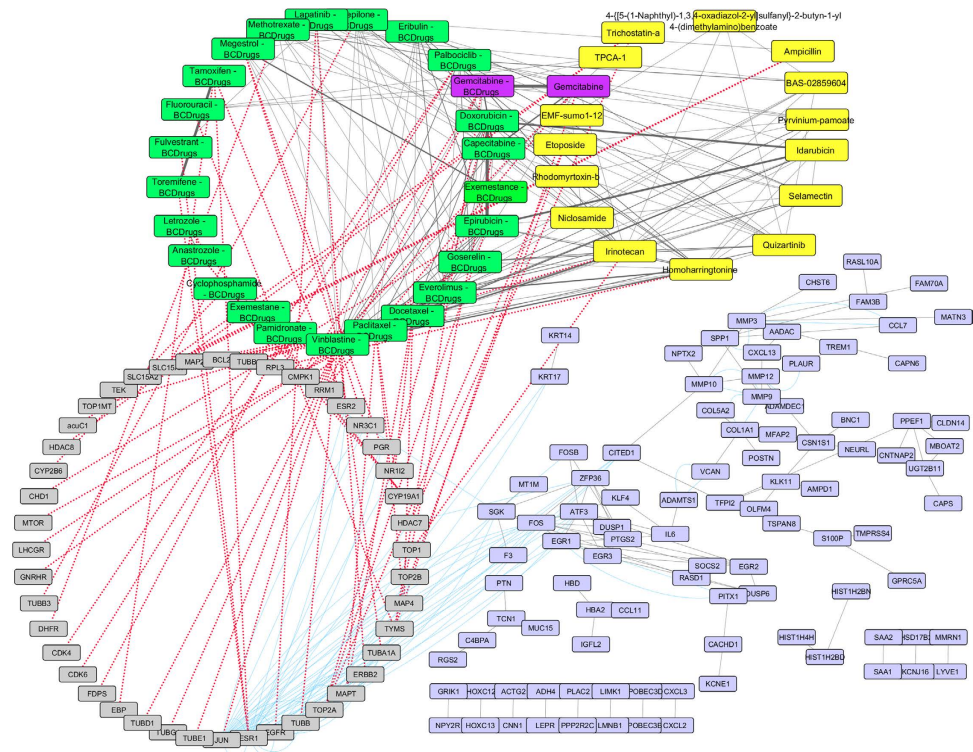 Lapatinib -
BCDrugs
pilone -
BCDrugs
Methotrexate -
BCDrugs
Eribulin -
BCDrugs
Megestrol -
BCDrugs
Palbociclib -
BCDrugs
Tamoxifen -
BCDrugs
Gemcitabine -
BCDrugs
Gemcitabine
Fluorouracil -
BCDrugs
Doxorubicin -
BCDrugs
Fulvestrant -
BCDrugs
Capecitabine -
BCDrugs
Toremifene -
BCDrugs
Exemestance -
BCDrugs
Letrozole -
BCDrugs
Epirubicin -
BCDrugs
Anastrozole -
BCDrugs
Goserelin -
BCDrugs
Cyclophosphamide
- BCDrugs
Everolimus -
BCDrugs
Exemestane -
BCDrugs
Docetaxel -
BCDrugs
Pamidronate -
BCDrugs
Paclitaxel -
BCDrugs
Vinblastine -
BCDrugs
4-{[5-(1-Naphthyl)-1,3,4-oxadiazol-2-yl]sulfanyl}-2-butyn-1-yl
4-(dimethylamino)benzoate
Trichostatin-a
TPCA-1
Ampicillin
BAS-02859604
EMF-sumo1-12
Pyrvinium-pamoate
Etoposide
Idarubicin
Rhodomyrtoxin-b
Selamectin
Niclosamide
Quizartinib
Irinotecan
Homoharringtonine
SLC15A2
MAP2
BCL2
TUBB
RPL3
CMPK1
TEK
RRM1
TOP1MT
ESR2
acuC1
NR3C1
HDAC8
PGR
CYP2B6
NR1I2
CHD1
CYP19A1
MTOR
HDAC7
LHCGR
TOP1
GNRHR
TOP2B
TUBB3
MAP4
DHFR
TYMS
CDK4
TUBA1A
CDK6
ERBB2
FDPS
MAPT
EBP
TOP2A
TUBD1
TUBB
TUBE1
JUN
ESR1
EGFR
KRT14
KRT17
RASL10A
CHST6
FAM70A
FAM3B
MMP3
MATN3
CCL7
SPP1
AADAC
TREM1
NPTX2
CXCL13
PLAUR
CAPN6
MMP10
MMP12
MMP9
ADAMDEC1
COL5A2
BNC1
PPEF1
CLDN14
COL1A1
MFAP2
CSN1S1
NEURL
MBOAT2
POSTN
CNTNAP2
UGT2B11
FOSB
CITED1
VCAN
KLK11
AMPD1
CAPS
ZFP36
MT1M
KLF4
ADAMTS1
TFPI2
OLFM4
SGK
ATF3
TSPAN8
FOS
DUSP1
IL6
S100P
TMPRSS4
EGR1
PTGS2
F3
EGR3
SOCS2
EGR2
GPRC5A
RASD1
PTN
HBD
PITX1
DUSP6
HIST1H2BN
TCN1
HBA2
CCL11
MUC15
C4BPA
IGFL2
CACHD1
HIST1H4H
SAA2
HSD17B2
MMRN1
RGS2
HIST1H2BD
SAA1
KCNJ16
LYVE1
KCNE1
GRIK1
HOXC12
ACTG2
ADH4
PLAC2
LIMK1
POBEC3D
CXCL3
NPY2R
HOXC13
CNN1
LEPR
PPP2R2C
LMNB1
POBEC3B
CXCL2